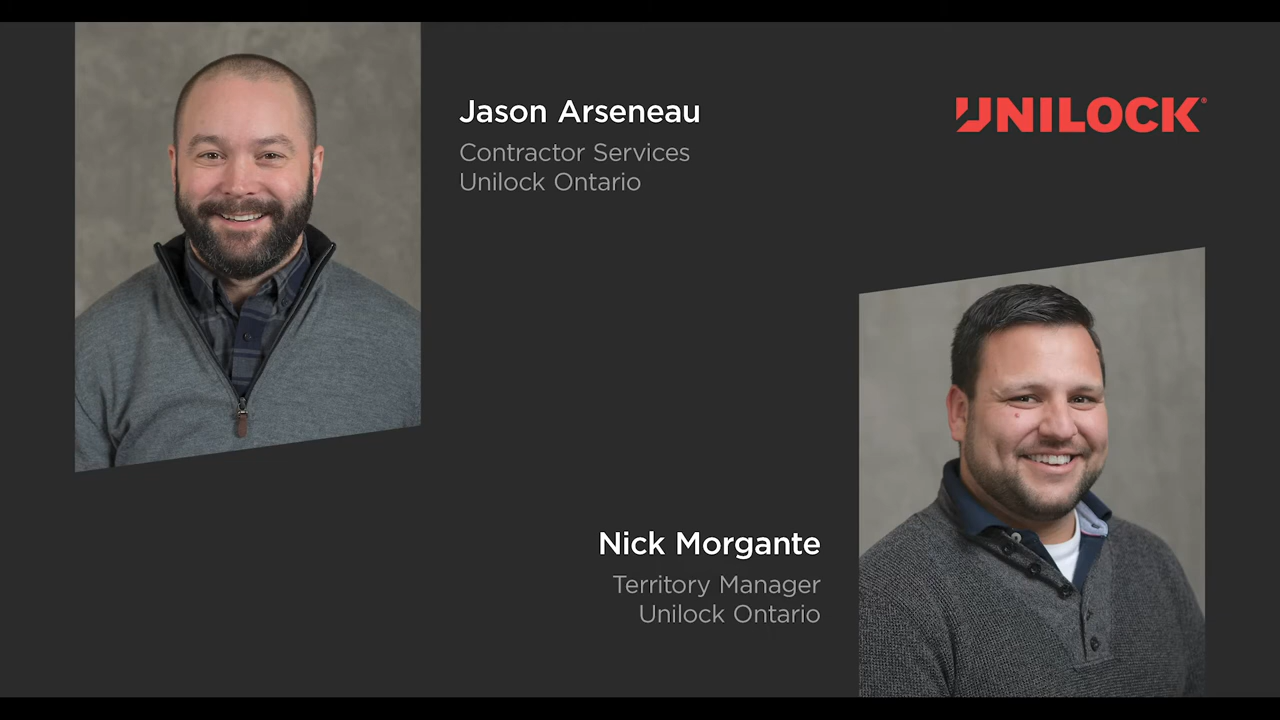 Jason Arseneau
Contractor Services
Unilock Ontario
UNILOCK®
Nick Morgante
Territory Manager
Unilock Ontario